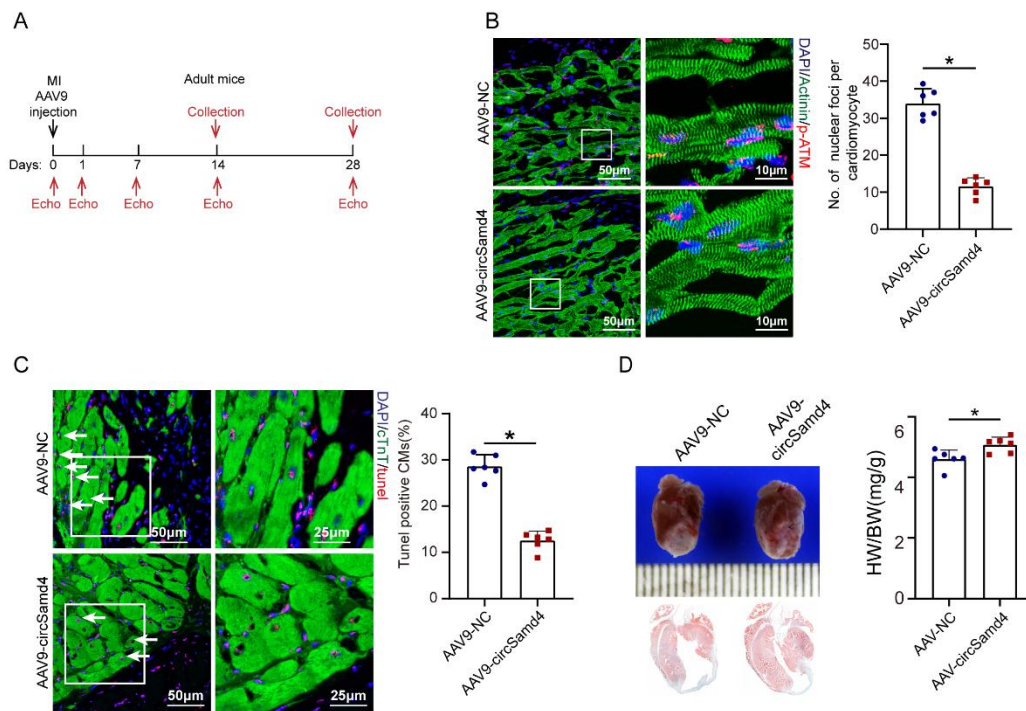 A
MI
AAV9
injection
Adult mice
Collection
Collection
Days: 0 1 7 14 28
Echo Echo Echo Echo Echo
B
AAV9-NC
AAV9-circSamd4
50μm
10μm
50μm
10μm
DAPI/Actinin/p-ATM
No. of nuclear foci per
cardiomyocyte
50
40
30
20
10
0
*
AAV9-NC
AAV9-circSamd4
C
AAV9-NC
AAV9-circSamd4
50μm
25μm
50μm
25μm
DAPI/cTnT/tunel
Tunel positive CMs(%)
40
30
20
10
0
*
AAV9-NC
AAV9-circSamd4
D
AAV9-NC
AAV9-
circSamd4
HW/BW(mg/g)
6
4
2
0
*
AAV-NC
AAV-circSamd4